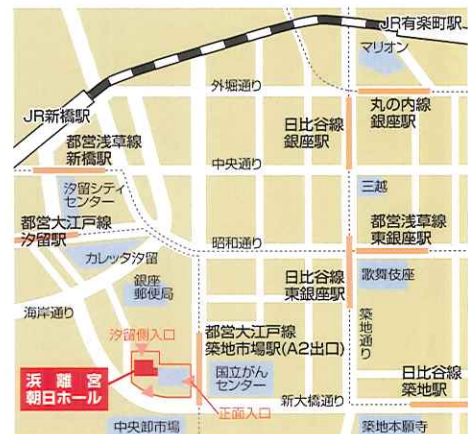 JR有楽町駅
マリオン
外堀通り
丸の内線
銀座駅
JR新橋駅
日比谷線
銀座駅
都営浅草線
新橋駅
中央通り
汐留シティ
センター
三越
都営大江戸線
汐留駅
昭和通り
都営浅草線
東銀座駅
カレッタ汐留
日比谷線
東銀座駅
歌舞伎座
銀座
郵便局
海岸通り
築地通り
汐留側入口
都営大江戸線
築地市場駅(A2出口)
浜離宮
朝日ホール
国立がん
センター
日比谷線
築地駅
正面入口
新大橋通り
中央卸市場
築地本願寺